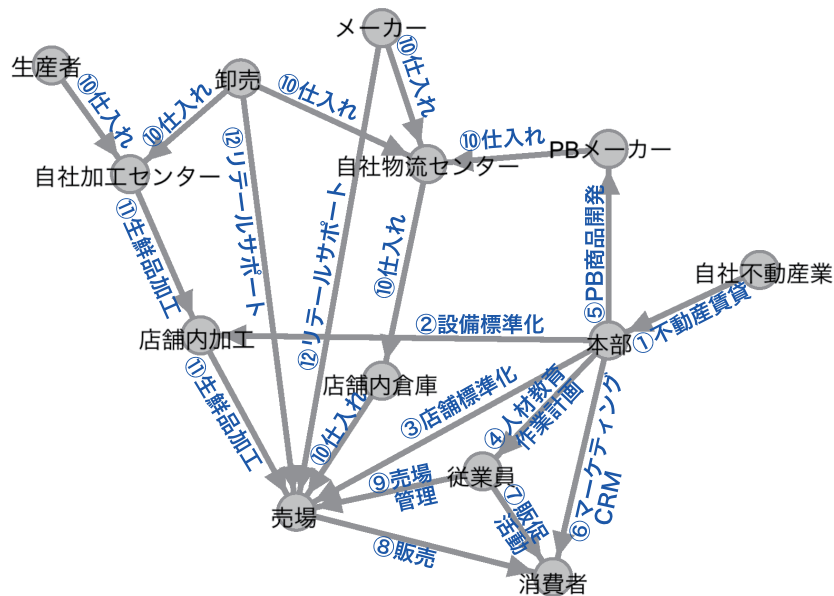 メーカー
生産者
卸売
⑩仕入れ
⑩仕入れ
⑩仕入れ
⑩仕入れ
⑩仕入れ
PBメーカー
自社物流センター
自社加工センター
⑫リテールサポート
⑫リテールサポート
⑪生鮮品加工
⑩仕入れ
⑤PB商品開発
自社不動産業
①不動産賃貸
②設備標準化
店舗内加工
本部
店舗内倉庫
⑪生鮮品加工
⑩仕入れ
③店舗標準化
④人材教育
作業計画
⑥マーケティング
CRM
従業員
⑨売場
管理
⑦販促
活動
売場
⑧販売
消費者